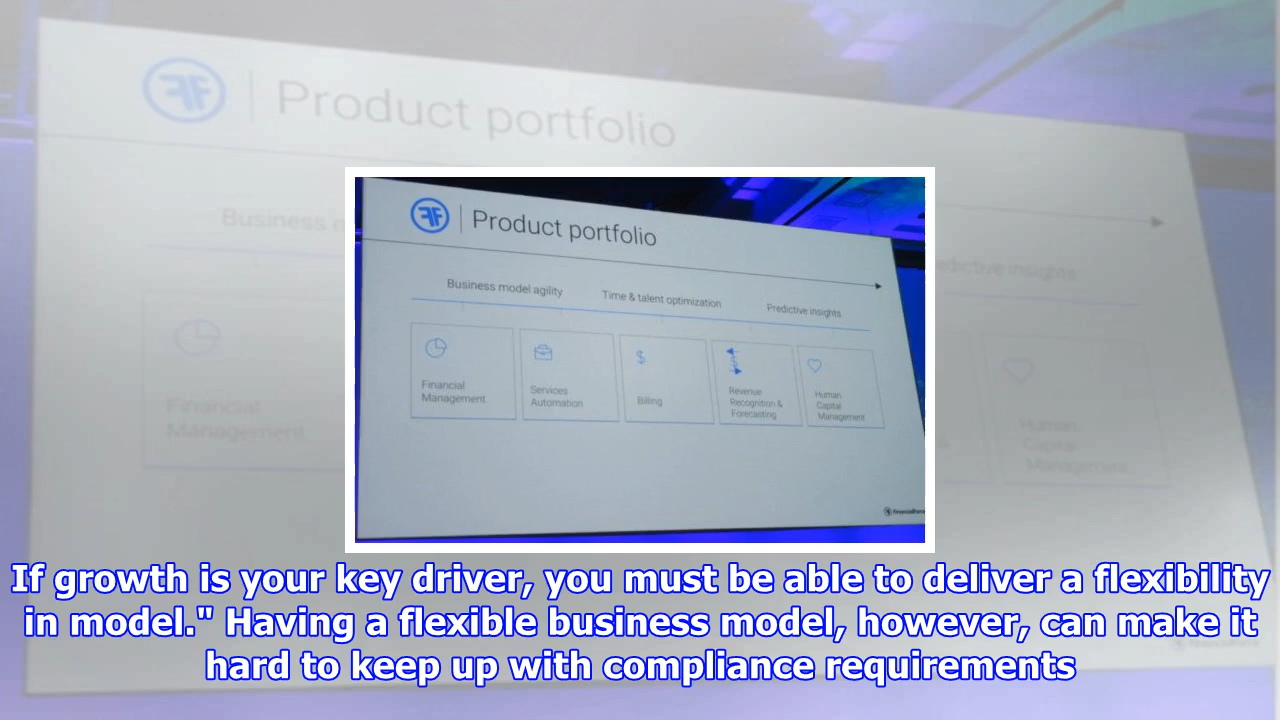 Product portfolio
Business model agility
Time & talent optimization
Predictive insights
Financial
Management
Services
Automation
$
Billing
Revenue
Recognition &
Forecasting
Human
Capital
Management
If growth is your key driver, you must be able to deliver a flexibility
in model." Having a flexible business model, however, can make it
hard to keep up with compliance requirements